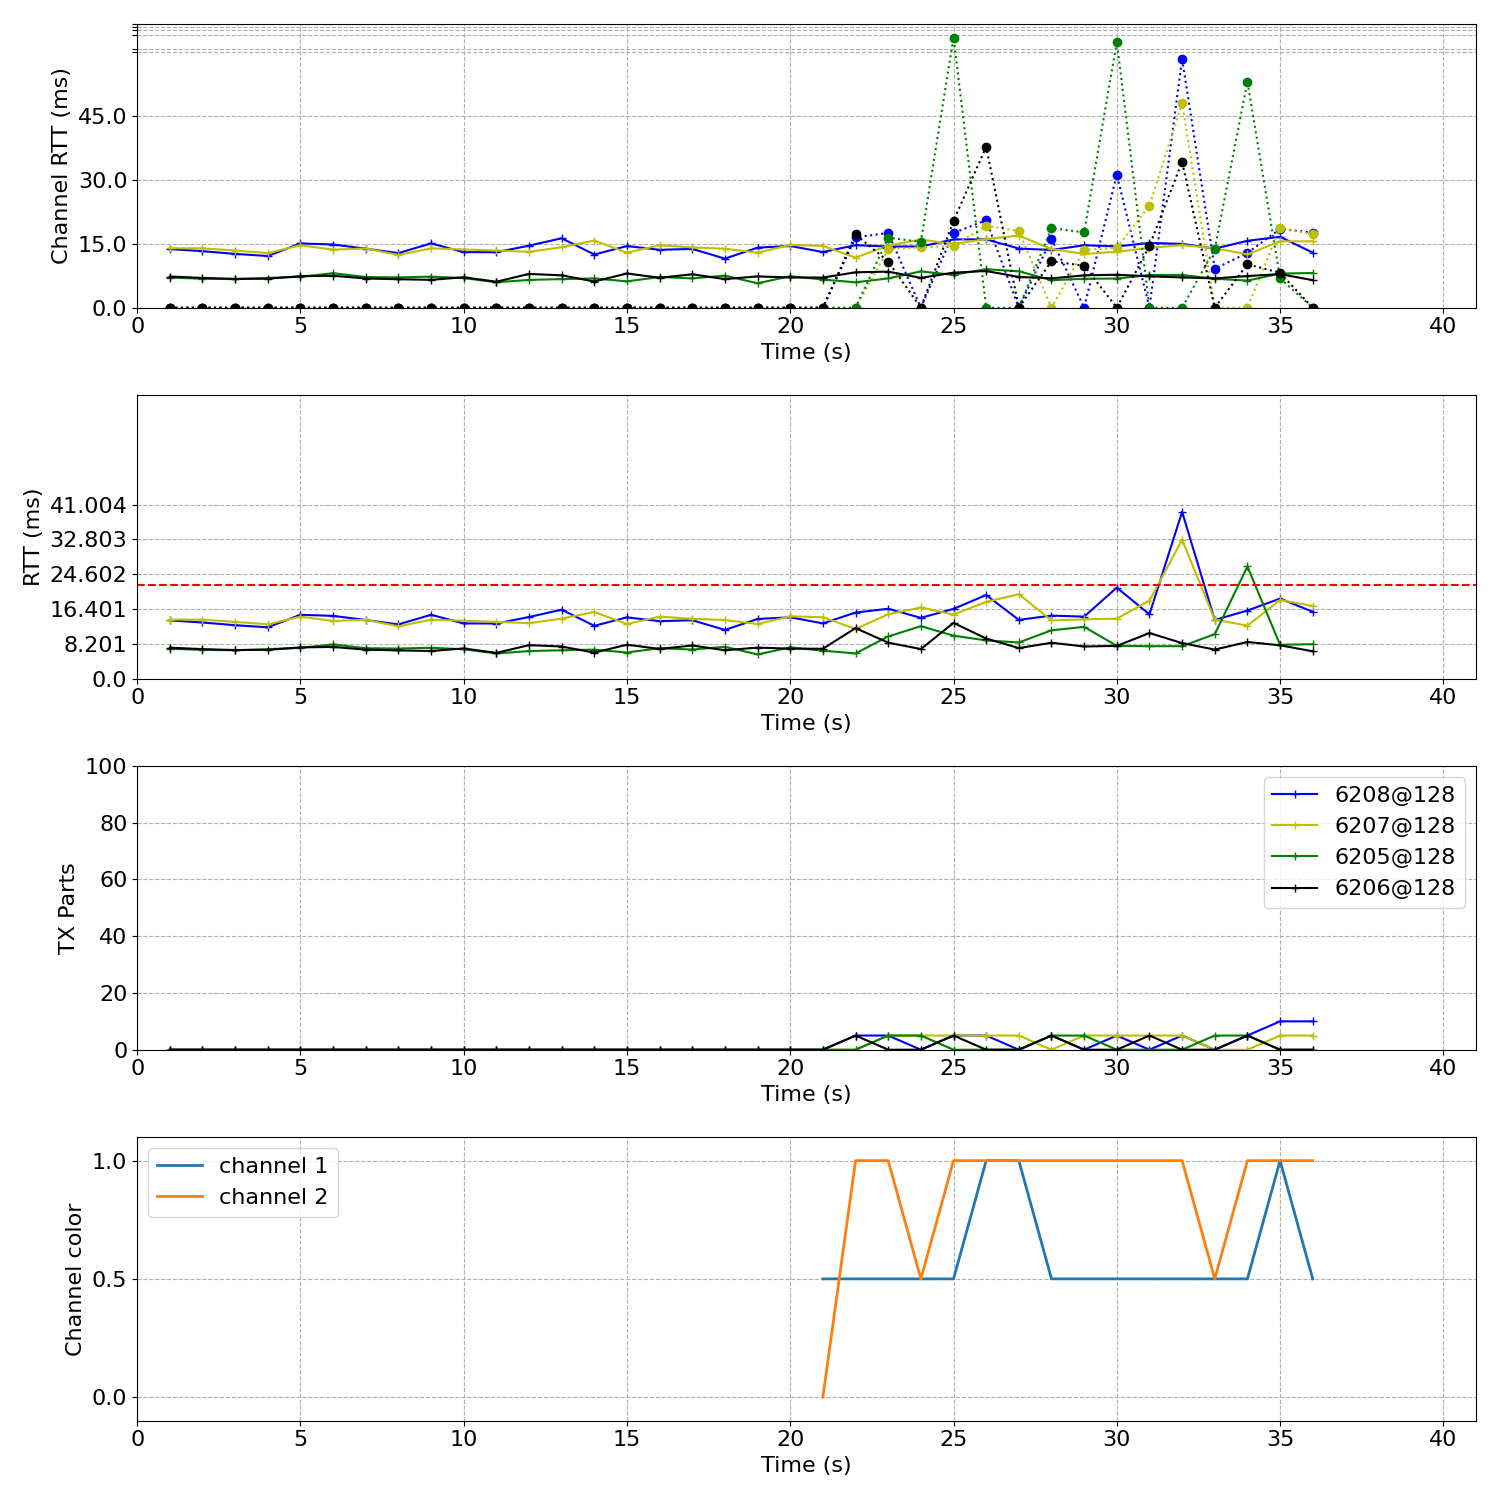 Channel RTT (ms)
45.0
30.0
15.0
0.0
0 5 10 15 20 25 30 35 40
Time (s)
RTT (ms)
41.004
32.803
24.602
16.401
8.201
0.0
0 5 10 15 20 25 30 35 40
Time (s)
TX Parts
100
80
60
40
20
0
6208@128
6207@128
6205@128
6206@128
0 5 10 15 20 25 30 35 40
Time (s)
Channel color
1.0
0.5
0.0
channel 1
channel 2
0 5 10 15 20 25 30 35 40
Time (s)